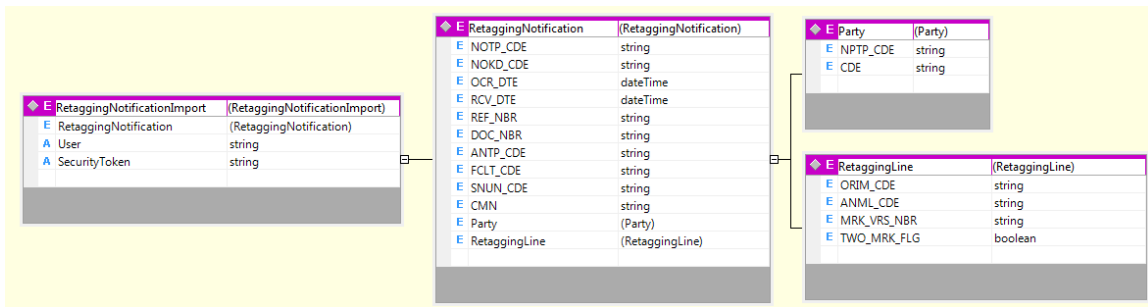 E RetaggingNotificationImport (RetaggingNotificationImport)
E RetaggingNotification (RetaggingNotification)
A User string
A SecurityToken string
E RetaggingNotification (RetaggingNotification)
E NOTP_CDE string
E NOKD_CDE string
E OCR_DTE dateTime
E RCV_DTE dateTime
E REF_NBR string
E DOC_NBR string
E ANTP_CDE string
E FCLT_CDE string
E SNUN_CDE string
E CMN string
E Party (Party)
E RetaggingLine (RetaggingLine)
E Party (Party)
E NPTP_CDE string
E CDE string
E RetaggingLine (RetaggingLine)
E ORIM_CDE string
E ANML_CDE string
E MRK_VRS_NBR string
E TWO_MRK_FLG boolean